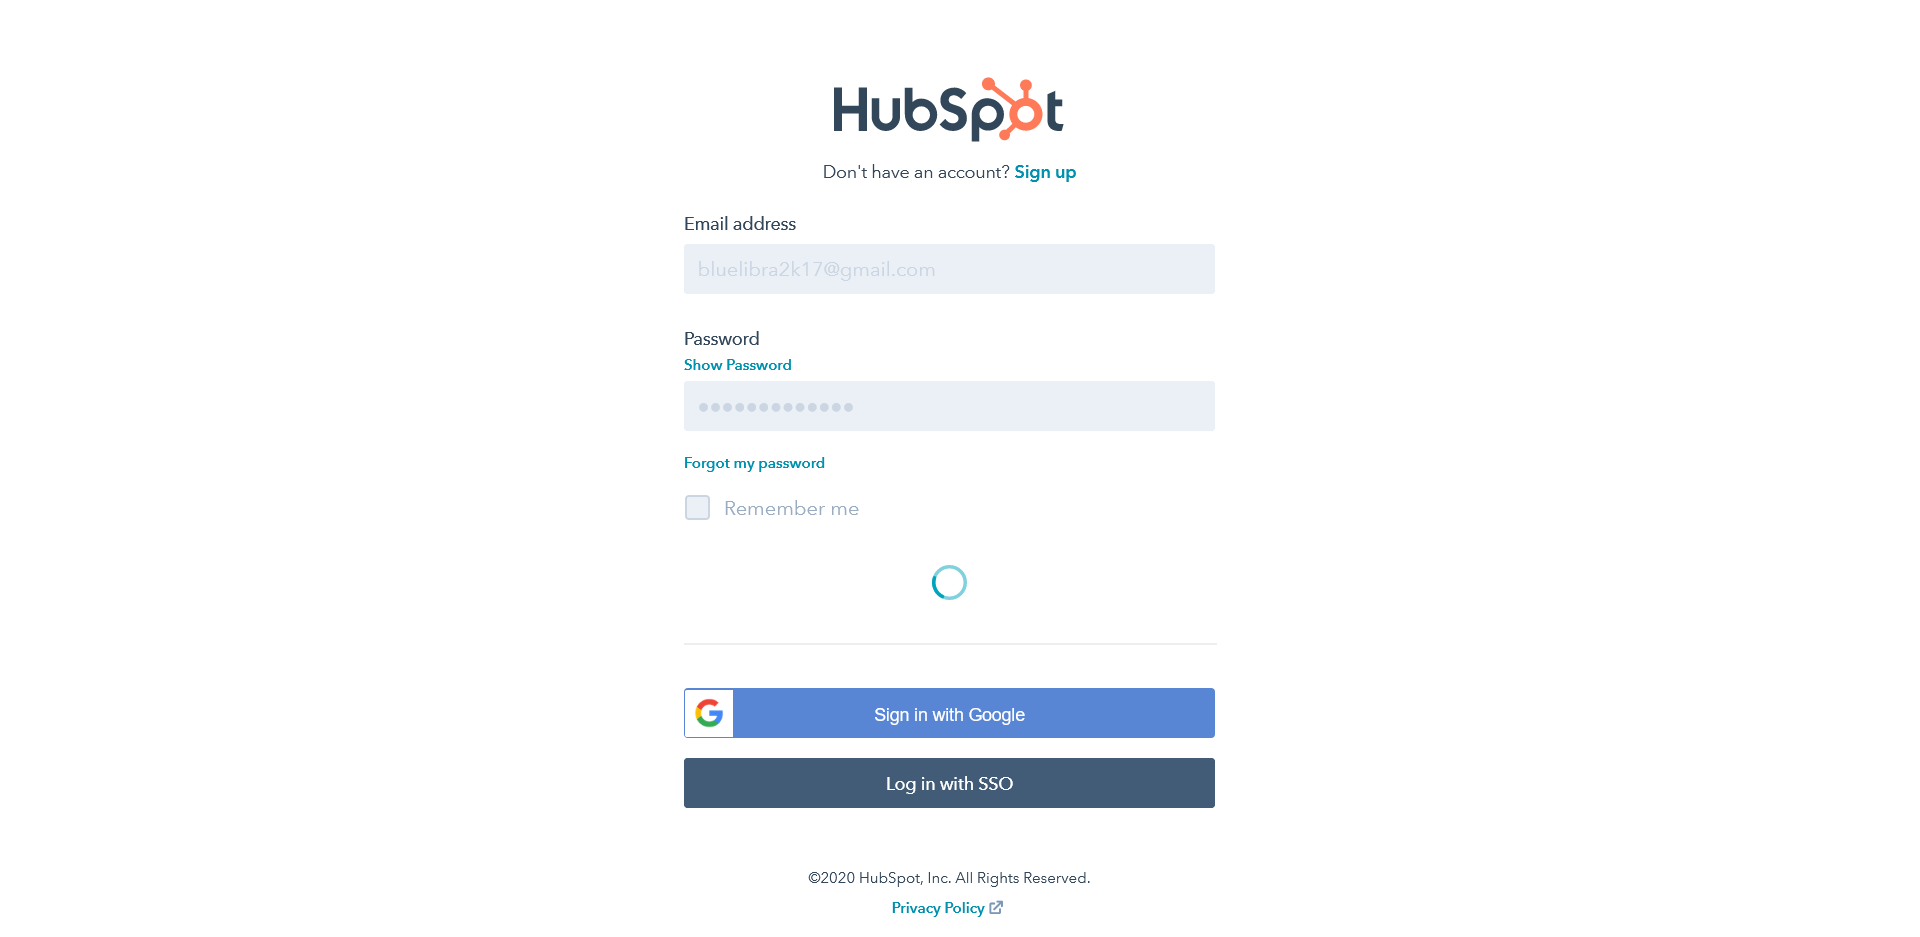 HubSpot
Don't have an account? Sign up
Email address
bluelibra2k17@gmail.com
Password
Show Password
●●●●●●●●●●●●●
Forgot my password
Remember me
Sign in with Google
Log in with SSO
©2020 HubSpot, Inc. All Rights Reserved.
Privacy Policy